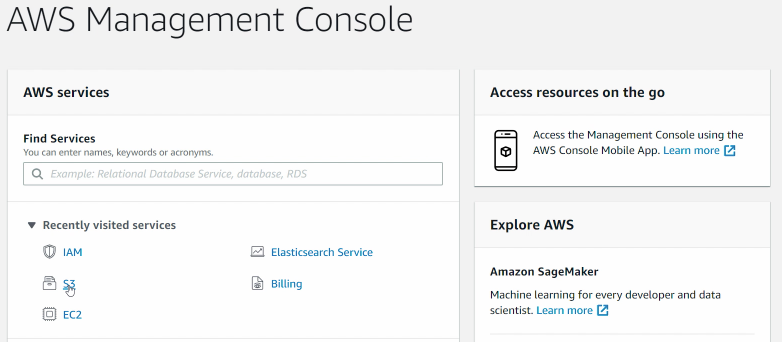 AWS Management Console
AWS services
Find Services
You can enter names, keywords or acronyms.
Example: Relational Database Service, database, RDS
Recently visited services
IAM
Elasticsearch Service
S3
Billing
EC2
Access resources on the go
Access the Management Console using the
AWS Console Mobile App. Learn more
Explore AWS
Amazon SageMaker
Machine learning for every developer and data
scientist. Learn more